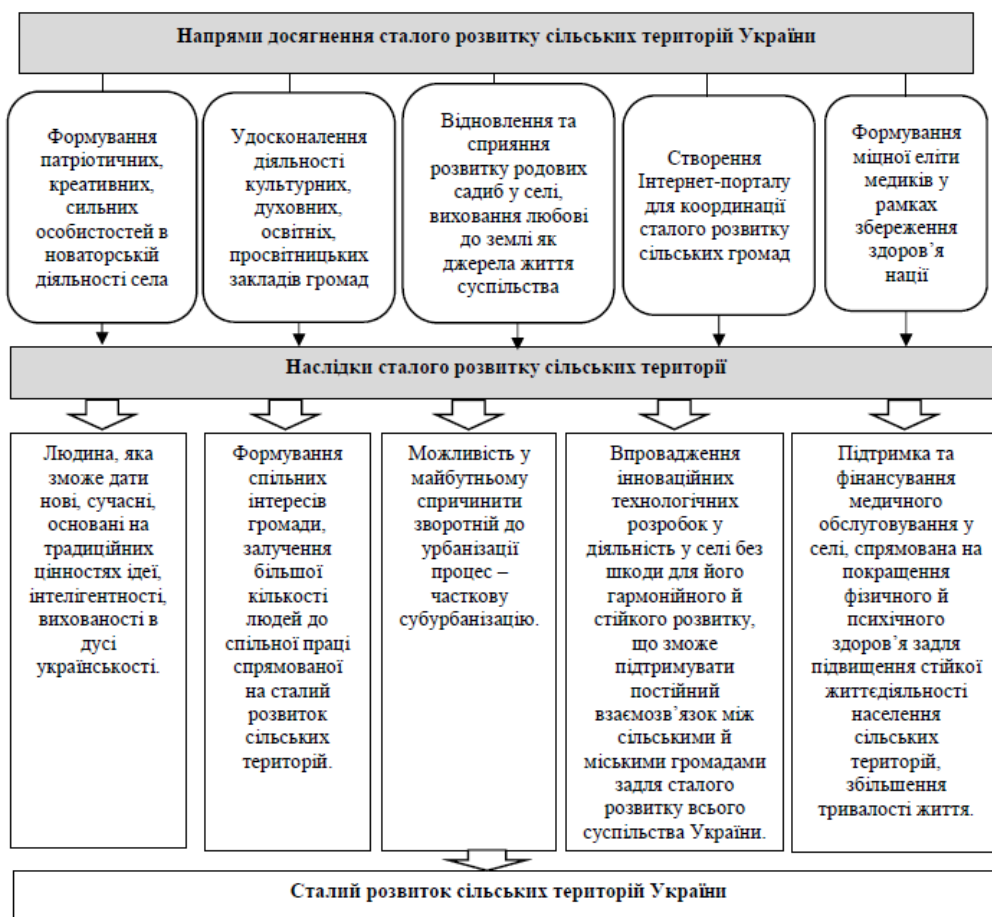 Напрями досягнення сталого розвитку сільських територій України
Формування
патріотичних,
креативних,
сильних
особистостей в
новаторській
діяльності села
Удосконалення
діяльності
культурних,
духовних,
освітніх,
просвітницьких
закладів громад
Відновлення та
сприяння
розвитку родових
садиб у селі,
виховання любові
до землі як
джерела життя
суспільства
Створення
Інтернет-порталу
для координації
сталого розвитку
сільських громад
Формування
міцної еліти
медиків у
рамках
збереження
здоров’я
нації
Наслідки сталого розвитку сільських території
Людина, яка
зможе дати
нові, сучасні,
основані на
традиційних
цінностях ідеї,
інтелігентності,
вихованості в
дусі
українськості.
Формування
спільних
інтересів
громади,
залучення
більшої
кількості
людей до
спільної праці
спрямованої
на сталий
розвиток
сільських
територій.
Можливість у
майбутньому
спричинити
зворотній до
урбанізації
процес –
часткову
субурбанізацію.
Впровадження
інноваційних
технологічних
розробок у
діяльність у селі без
шкоди для його
гармонійного й
стійкого розвитку,
що зможе
підтримувати
постійний
взаємозв’язок між
сільськими й
міськими громадами
задля сталого
розвитку всього
суспільства України.
Підтримка та
фінансування
медичного
обслуговування у
селі, спрямована на
покращення
фізичного й
психічного
здоров’я задля
підвищення стійкої
життєдіяльності
населення
сільських
територій,
збільшення
тривалості життя.
Сталий розвиток сільських територій України